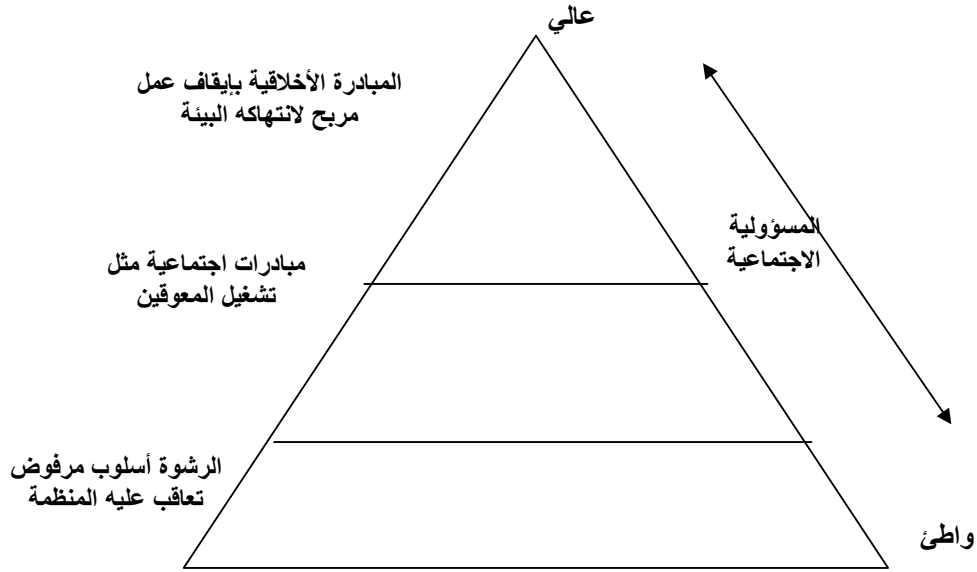 عالي
المبادرة الأخلاقية بإيقاف عمل
مربح لانتهاكه البيئة
المسؤولية
الاجتماعية
مبادرات اجتماعية مثل
تشغيل المعوقين
الرشوة أسلوب مرفوض
تعاقب عليه المنظمة
واطئ